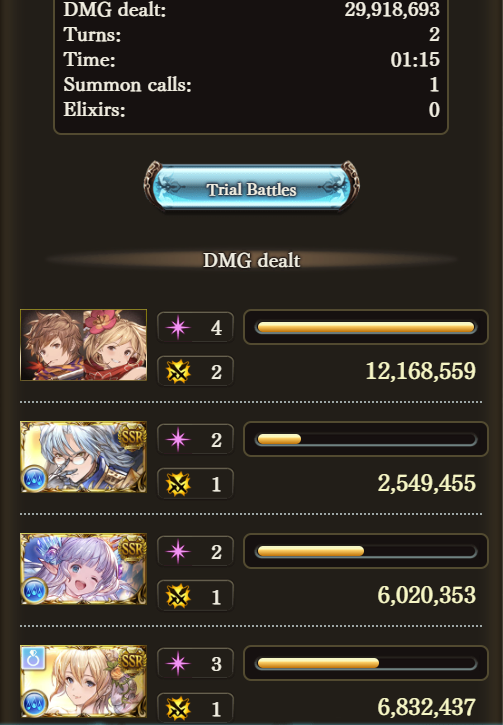 DMG dealt: 29,918,693
Turns: 2
Time: 01:15
Summon calls: 1
Elixirs: 0
Trial Battles
DMG dealt
4
2 12,168,559
SSR 2
1 2,549,455
SSR 2
1 6,020,353
SSR 3
1 6,832,437